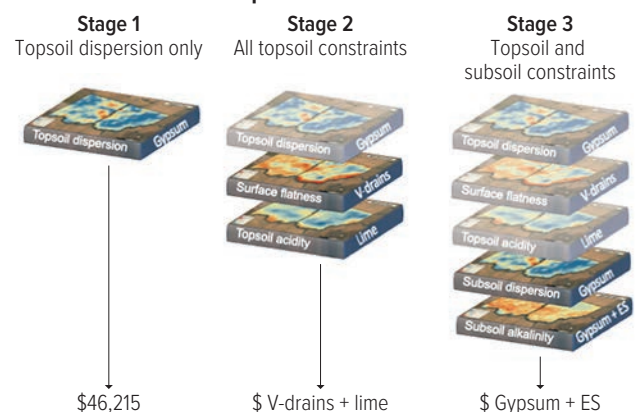 Stage 1
Topsoil dispersion only
Stage 2
All topsoil constraints
Stage 3
Topsoil and
subsoil constraints
Topsoil dispersion
Gypsum
Topsoil dispersion
Gypsum
Surface flatness
V-drains
Topsoil acidity
Lime
Topsoil dispersion
Gypsum
Surface flatness
V-drains
Topsoil acidity
Lime
Subsoil dispersion
Gypsum
Subsoil alkalinity
Gypsum + ES
$46,215
$ V-drains + lime
$ Gypsum + ES